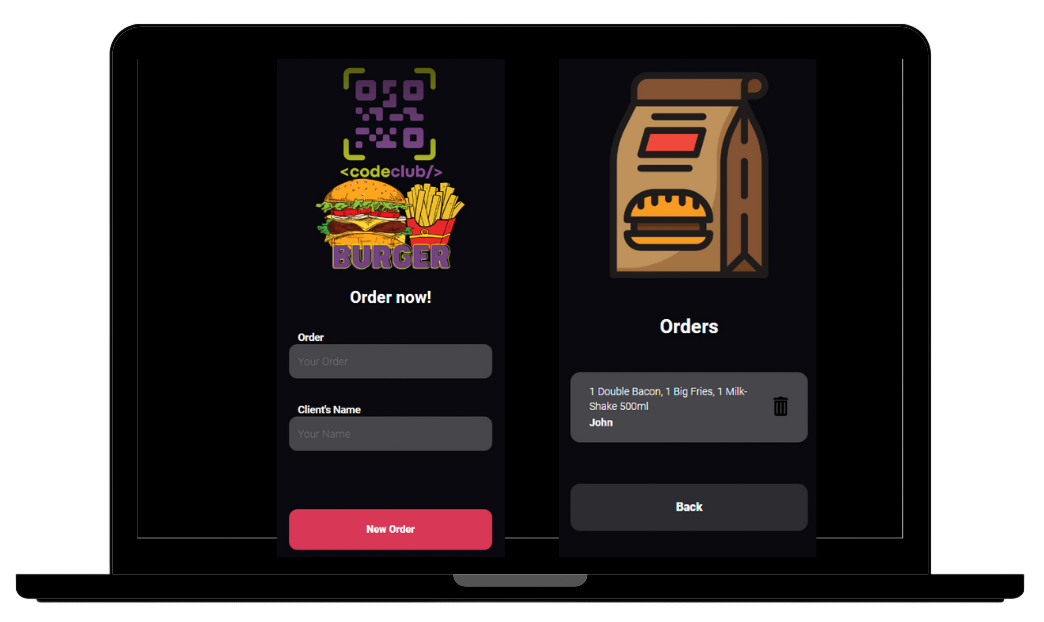 <codeclub/>
BURGER
Order now!
Order
Your Order
Client's Name
Your Name
New Order
Orders
1 Double Bacon, 1 Big Fries, 1 Milk-
Shake 500ml
John
Back